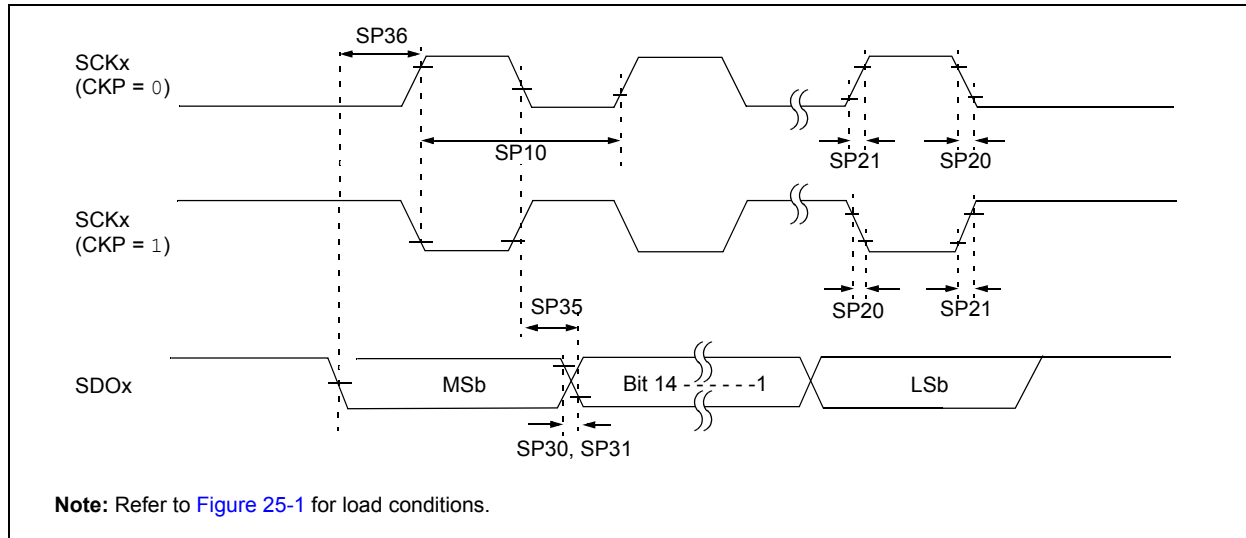 SP36
SCKx
(CKP = 0)
SP10
SP21
SP20
SCKx
(CKP = 1)
SP35
SP20
SP21
SDOx
MSb
Bit 14 - - - - - -1
LSb
SP30, SP31
Note: Refer to Figure 25-1 for load conditions.